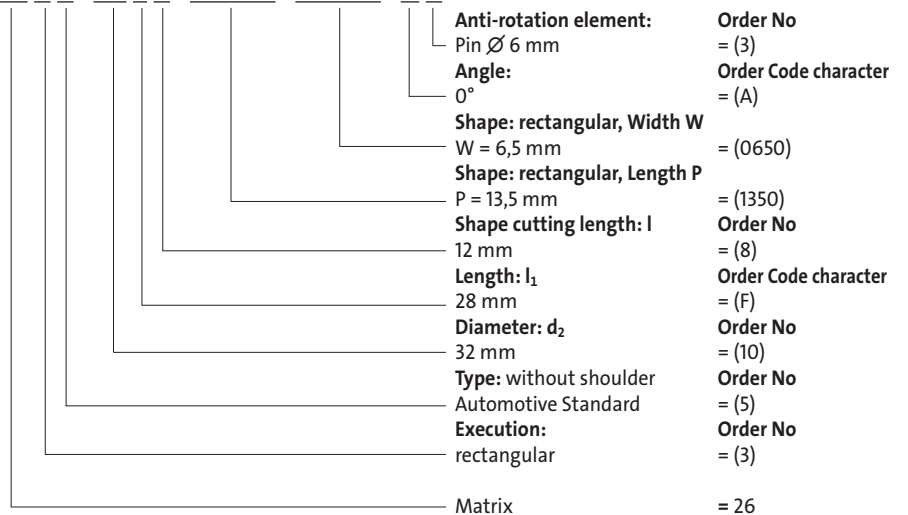 Anti-rotation element: Order No
Pin Ø 6 mm = (3)
Angle: Order Code character
0° = (A)
Shape: rectangular, Width W
W = 6,5 mm = (0650)
Shape: rectangular, Length P
P = 13,5 mm = (1350)
Shape cutting length: l Order No
12 mm = (8)
Length: l₁ Order Code character
28 mm = (F)
Diameter: d₂ Order No
32 mm = (10)
Type: without shoulder Order No
Automotive Standard = (5)
Execution: Order No
rectangular = (3)
Matrix = 26